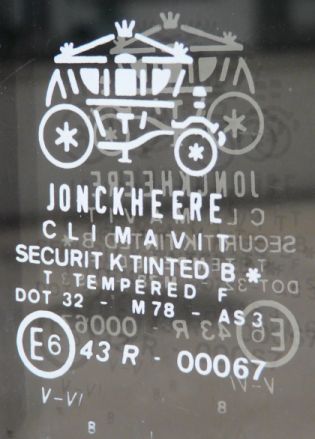 JONCKHEERE
CLIMAVIT
SECURIT K TINTED B *
T TEMPERED F
DOT 32 - M78 - AS3
E6 43 R - 00067
V-VI
8